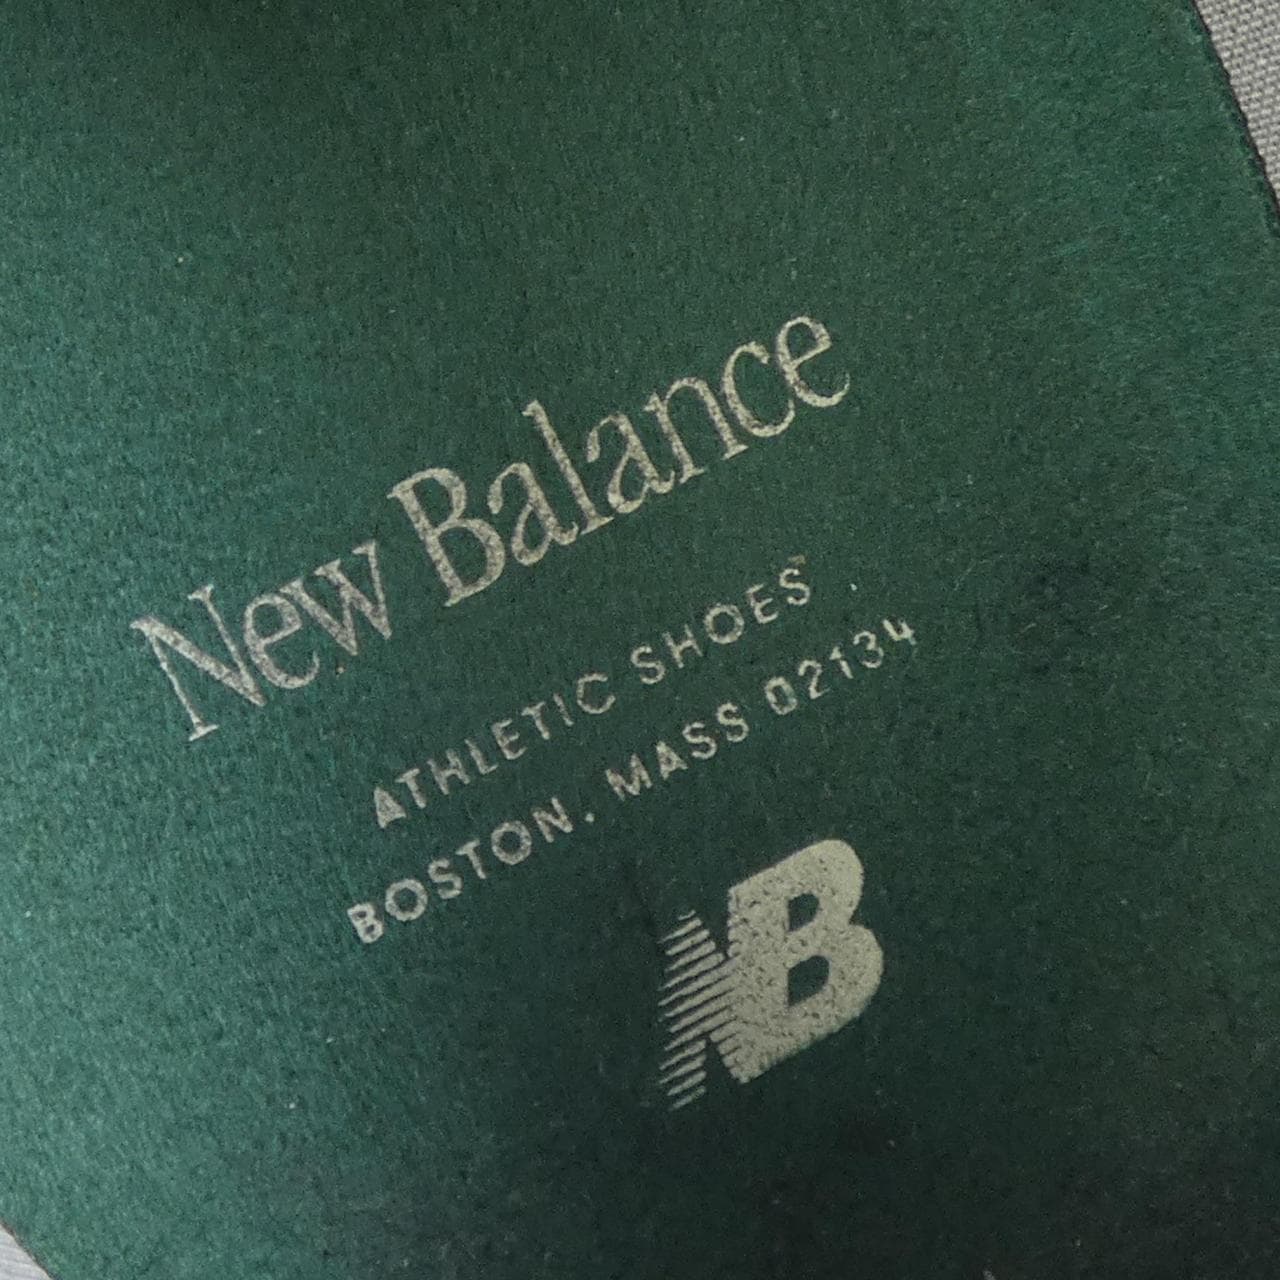 New Balance
ATHLETIC SHOES
BOSTON, MASS 02134
NB